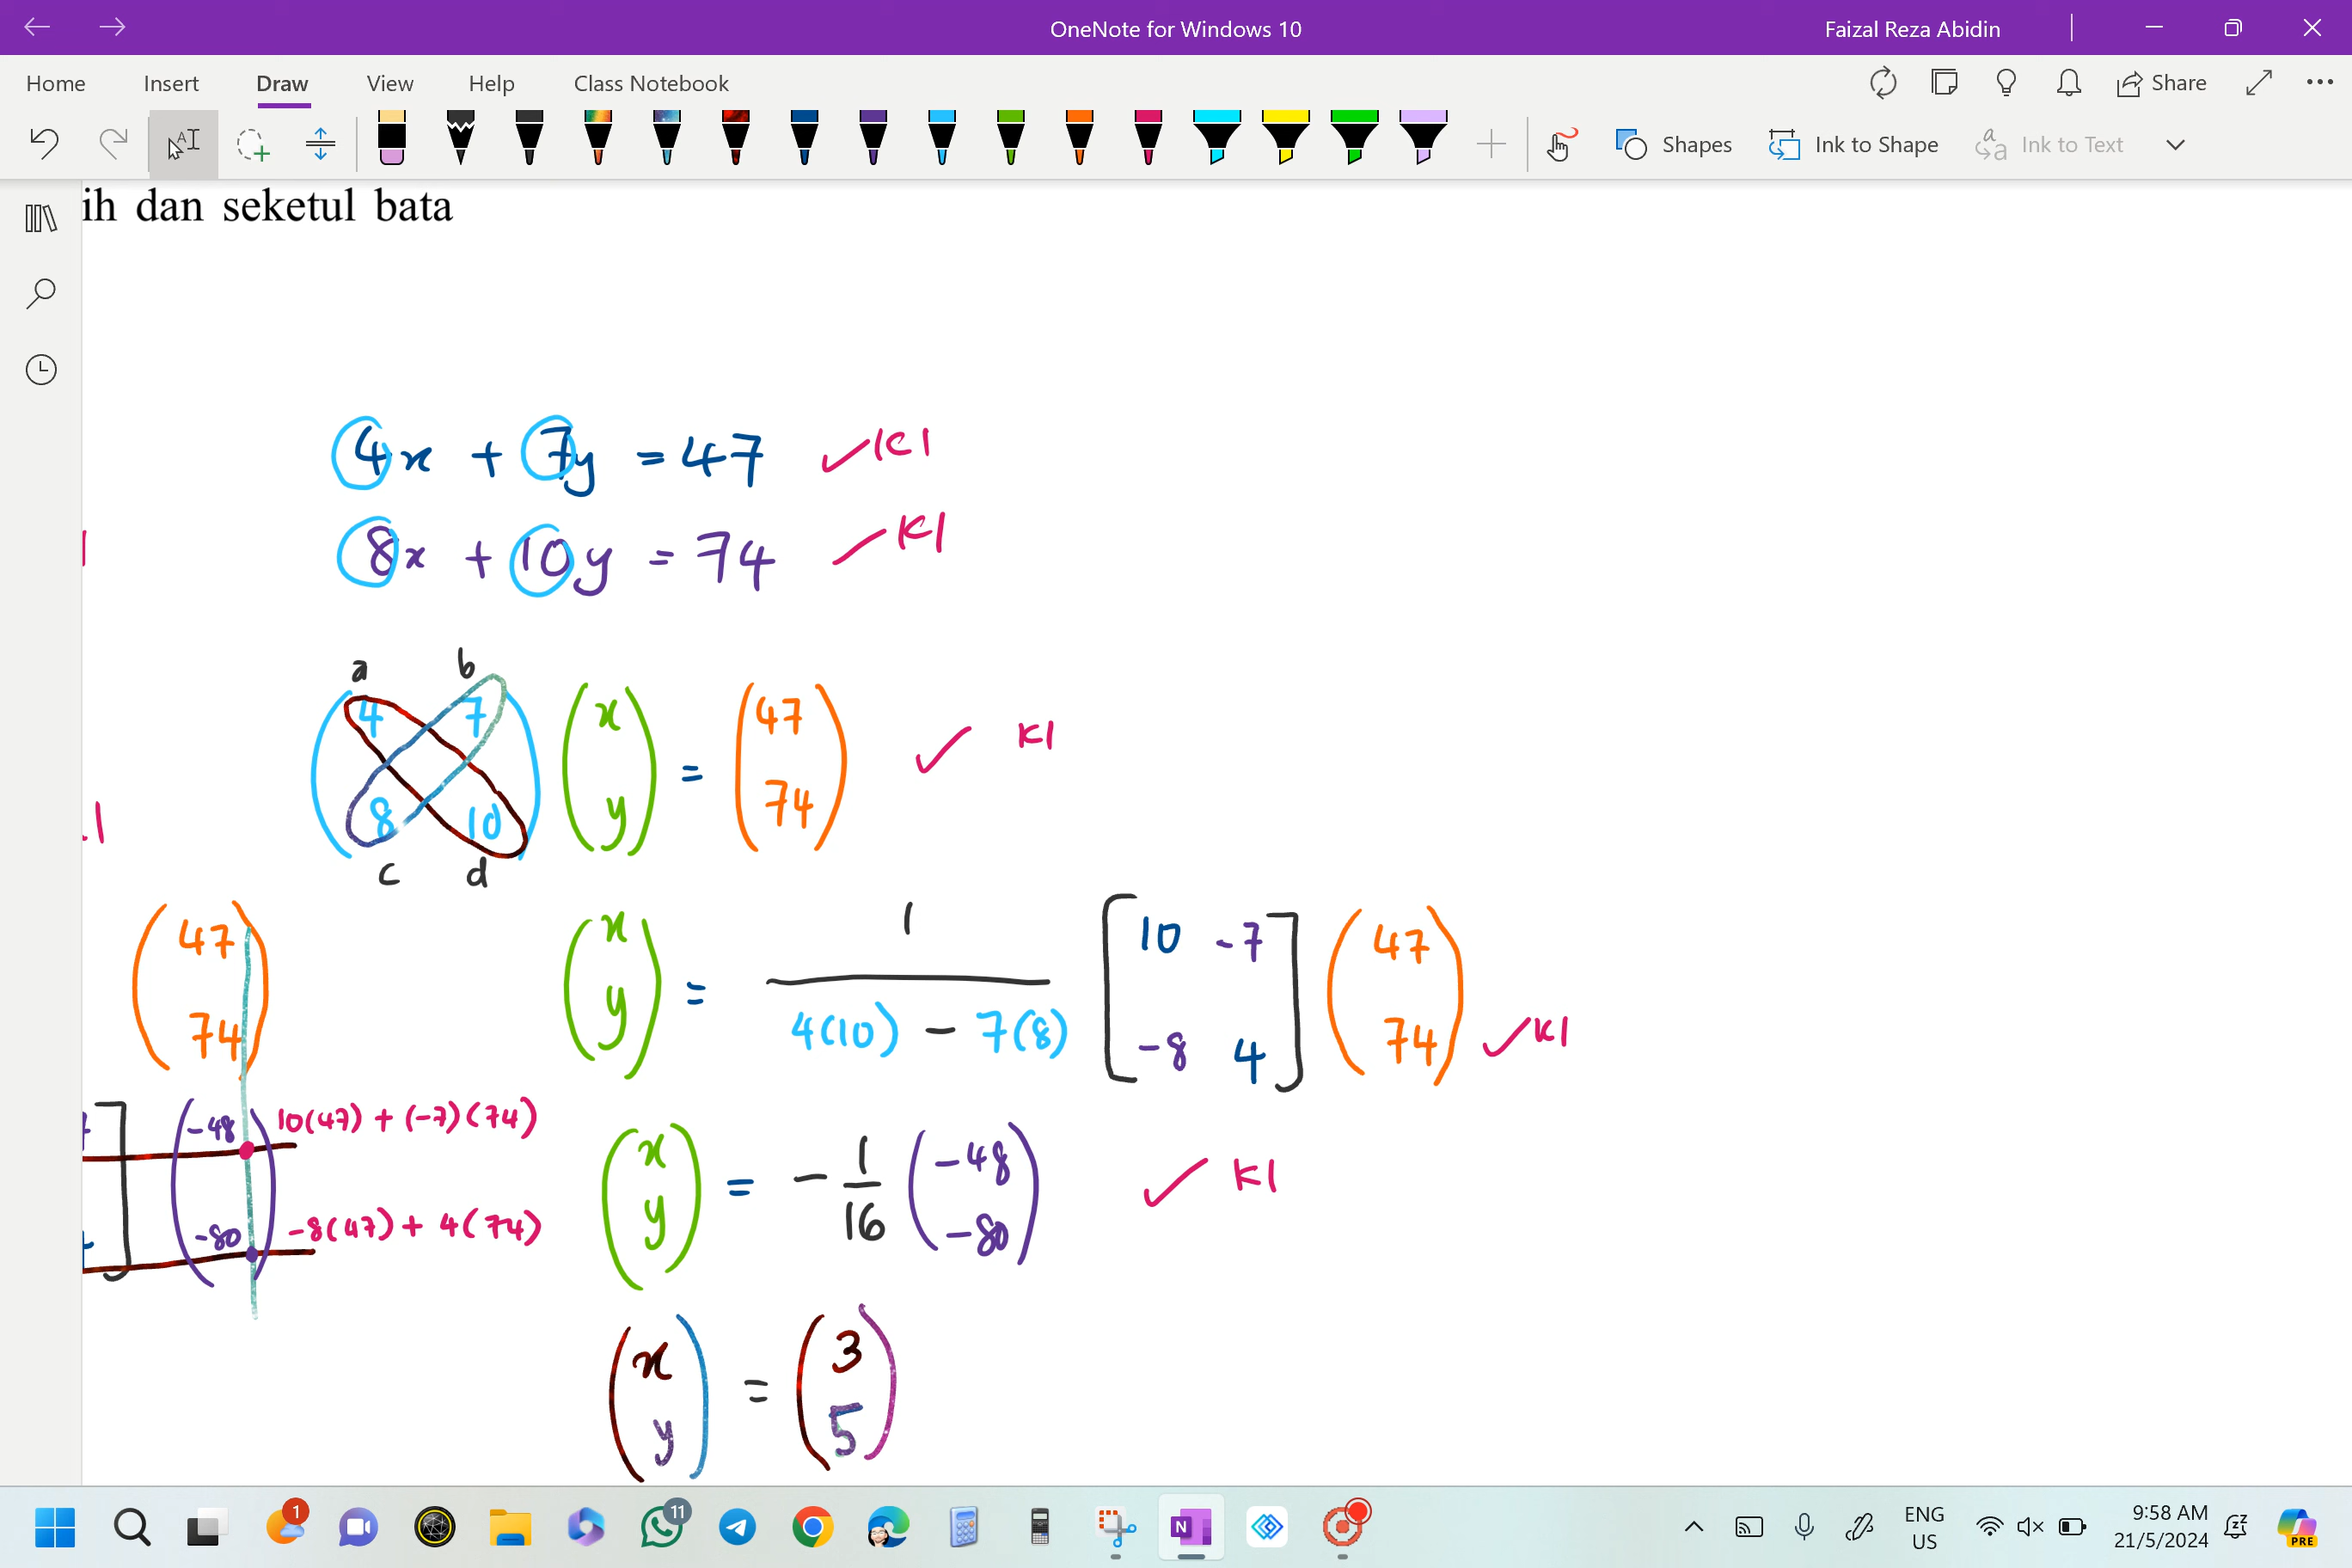 OneNote for Windows 10
Faizal Reza Abidin
Home Insert Draw View Help Class Notebook Share
Shapes Ink to Shape Ink to Text
ih dan seketul bata
4x + 7y = 47 ✓K1
8x + 10y = 74 ✓K1
a b
(4 7) (x) = (47) ✓ K1
(8 10) (y) (74)
c d
(47)
(74)
(x) = 1 [10 -7] (47)
(y) 4(10) - 7(8) [-8 4] (74) ✓K1
(-48) 10(47) + (-7)(74)
(-80) -8(47) + 4(74)
(x) = - 1 (-48) ✓ K1
(y) 16 (-80)
(x) = (3)
(y) (5)
1
11
ENG
US
9:58 AM
21/5/2024
PRE